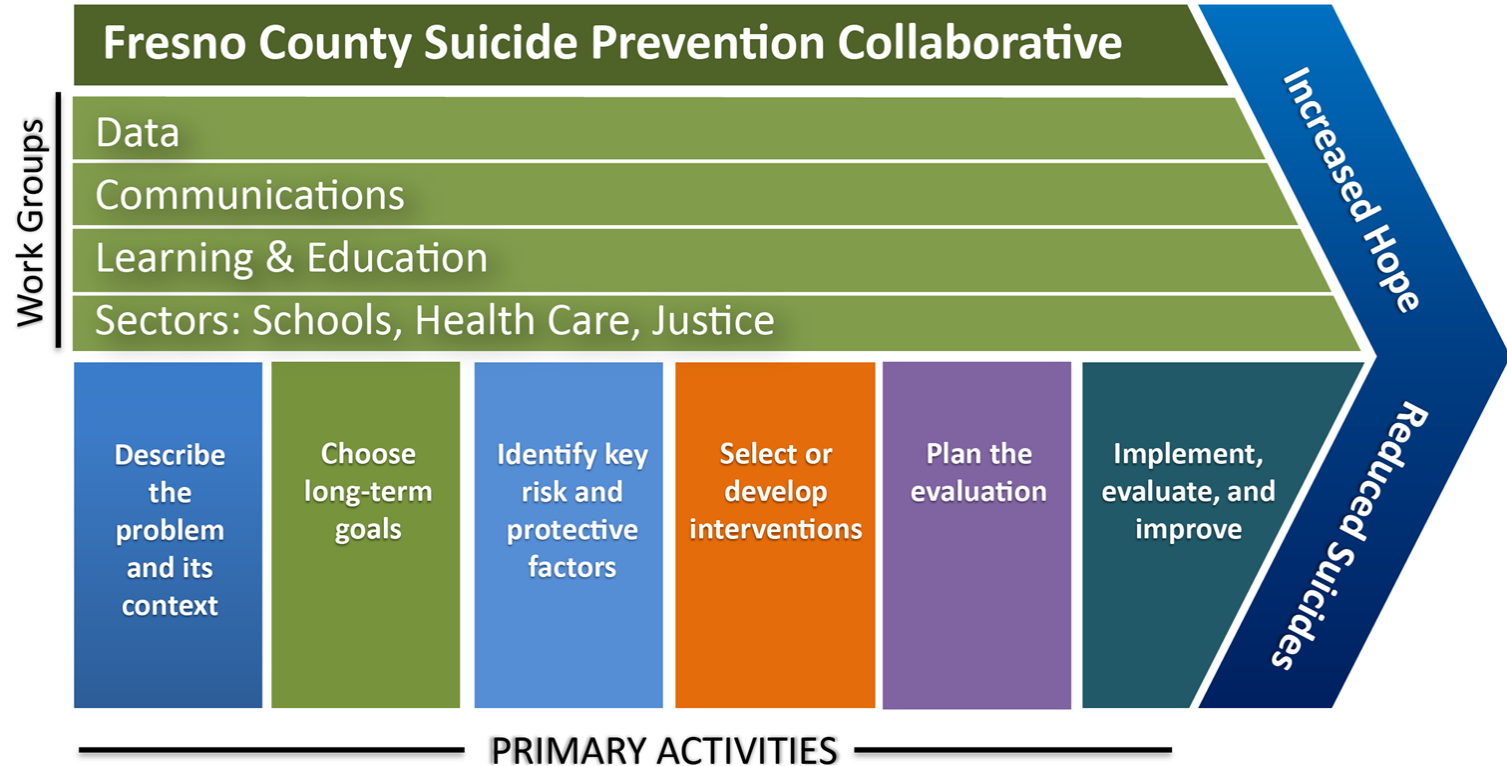 Fresno County Suicide Prevention Collaborative
Work Groups
Data
Communications
Learning & Education
Sectors: Schools, Health Care, Justice
Increased Hope
Reduced Suicides
Describe
the
problem
and its
context
Choose
long-term
goals
Identify key
risk and
protective
factors
Select or
develop
interventions
Plan the
evaluation
Implement,
evaluate, and
improve
PRIMARY ACTIVITIES